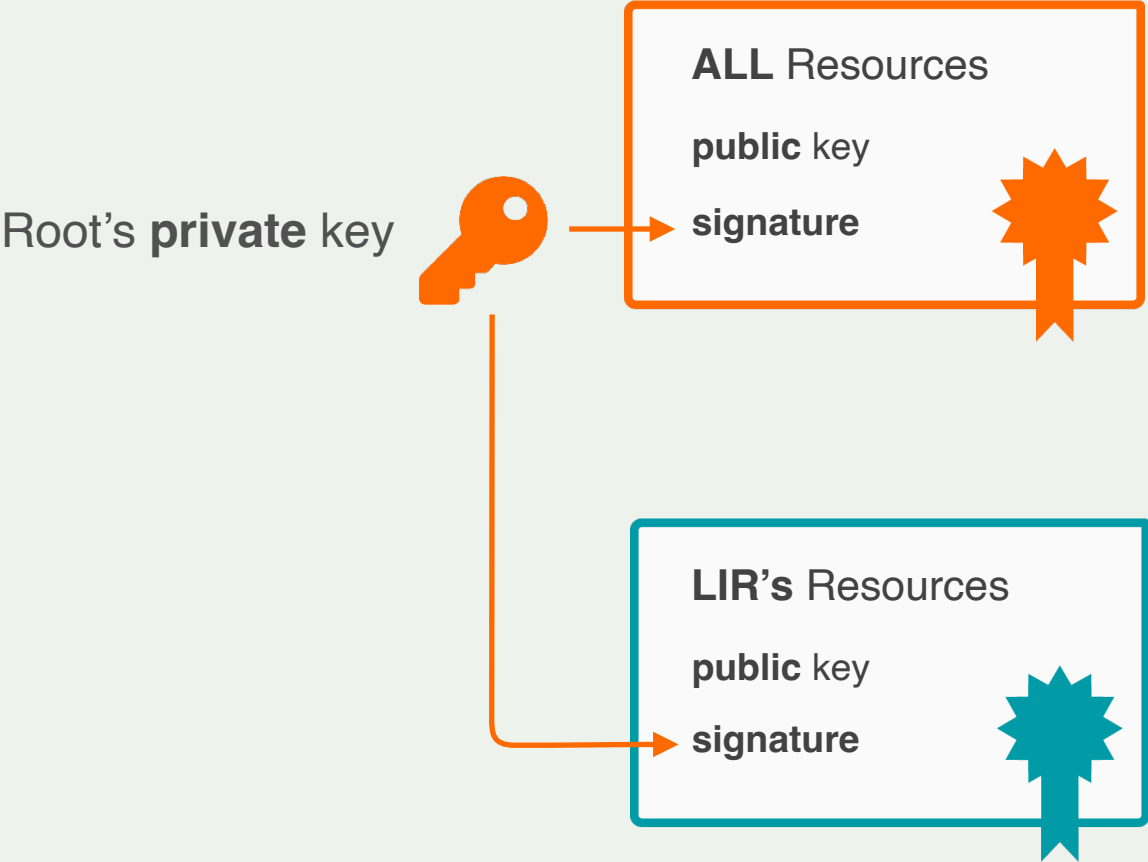 ALL Resources
public key
Root’s private key
signature
LIR’s Resources
public key
signature